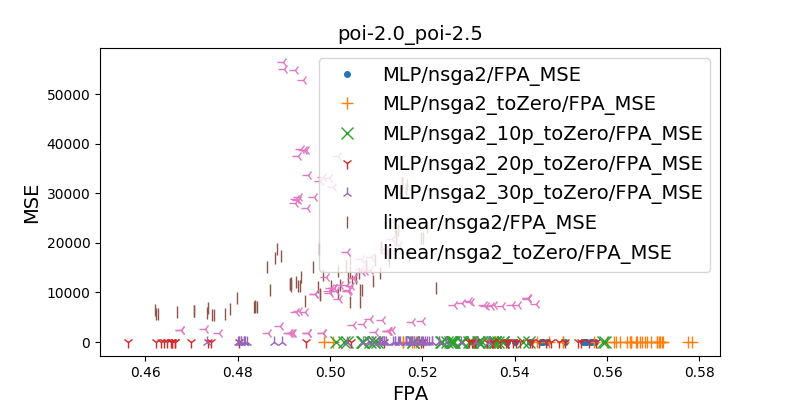 poi-2.0_poi-2.5
MLP/nsga2/FPA_MSE
MLP/nsga2_toZero/FPA_MSE
MLP/nsga2_10p_toZero/FPA_MSE
MLP/nsga2_20p_toZero/FPA_MSE
MLP/nsga2_30p_toZero/FPA_MSE
linear/nsga2/FPA_MSE
linear/nsga2_toZero/FPA_MSE
MSE
50000
40000
30000
20000
10000
0
0.46 0.48 0.50 0.52 0.54 0.56 0.58
FPA